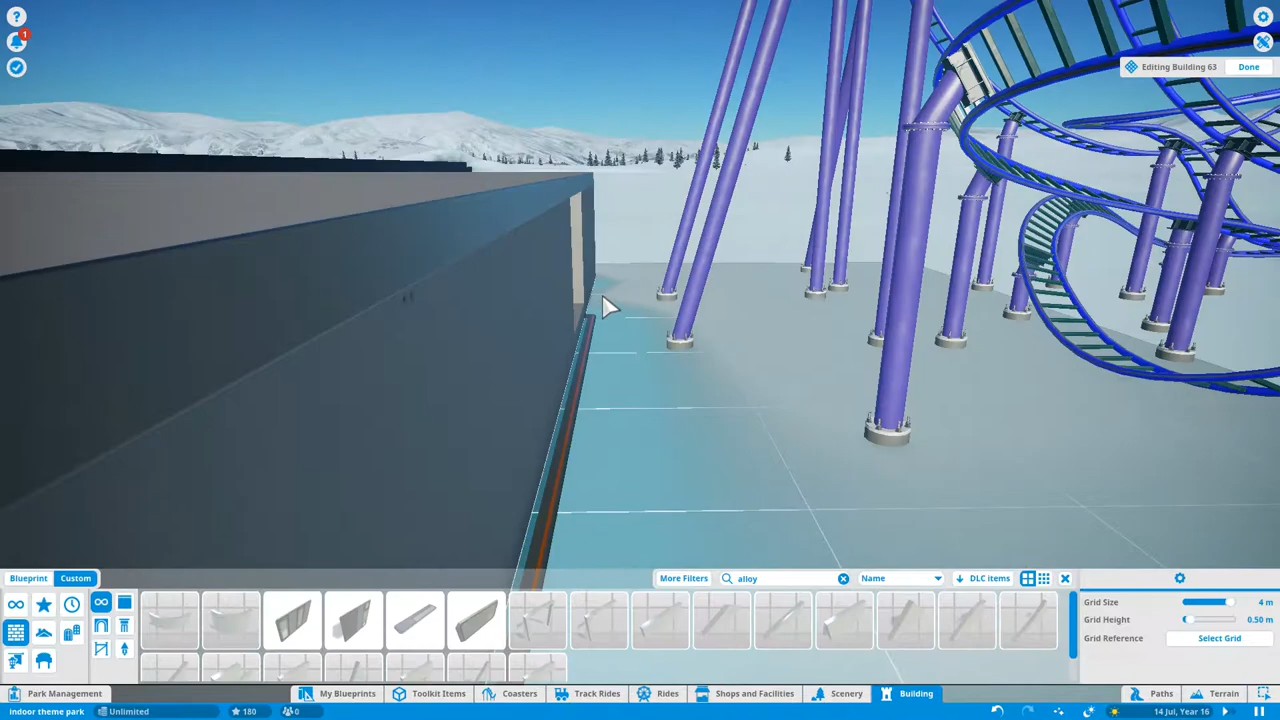 ?
1
Editing Building 63 Done
Blueprint Custom More Filters alloy Name DLC items
Grid Size 4 m
Grid Height 0.50 m
Grid Reference Select Grid
Park Management My Blueprints Toolkit Items Coasters Track Rides Rides Shops and Facilities Scenery Building Paths Terrain
indoor theme park Unlimited 180 0 14 Jul, Year 16